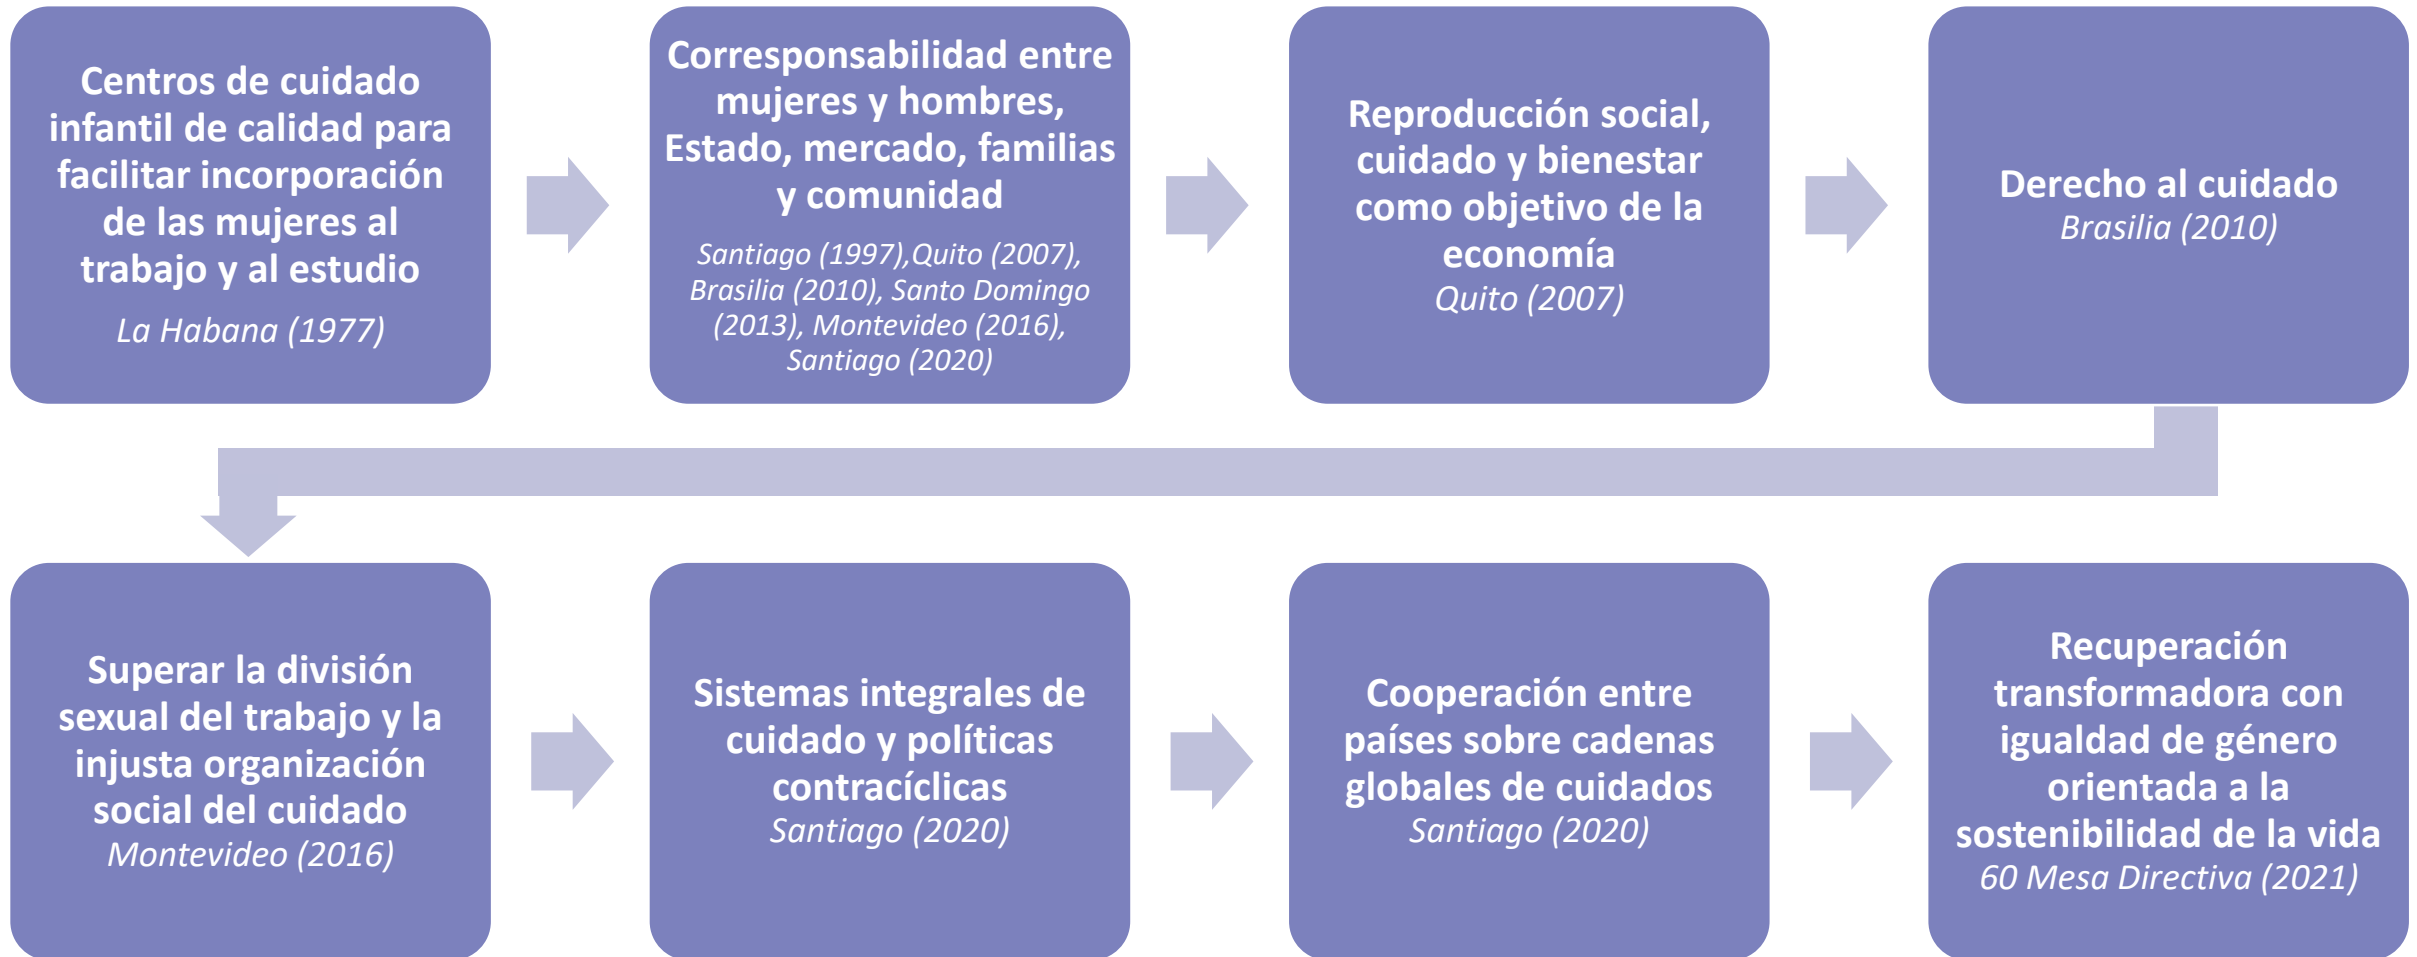 Centros de cuidado
infantil de calidad para
facilitar incorporación
de las mujeres al
trabajo y al estudio
La Habana (1977)
Corresponsabilidad entre
mujeres y hombres,
Estado, mercado, familias
y comunidad
Santiago (1997),Quito (2007),
Brasilia (2010), Santo Domingo
(2013), Montevideo (2016),
Santiago (2020)
Reproducción social,
cuidado y bienestar
como objetivo de la
economía
Quito (2007)
Derecho al cuidado
Brasilia (2010)
Superar la división
sexual del trabajo y la
injusta organización
social del cuidado
Montevideo (2016)
Sistemas integrales de
cuidado y políticas
contracíclicas
Santiago (2020)
Cooperación entre
países sobre cadenas
globales de cuidados
Santiago (2020)
Recuperación
transformadora con
igualdad de género
orientada a la
sostenibilidad de la vida
60 Mesa Directiva (2021)